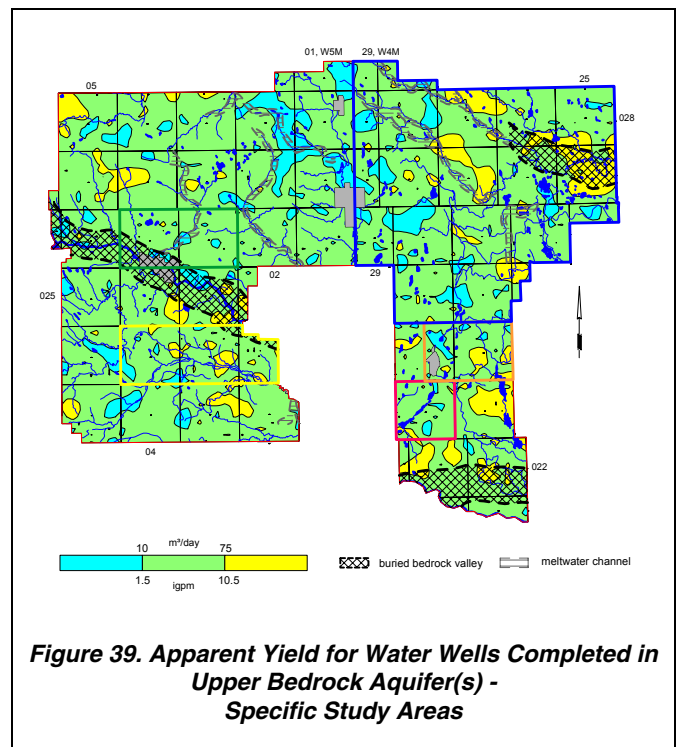 01, W5M 29, W4M
05
25
028
02
29
025
04
022
m³/day
10 75
1.5 10.5
igpm
buried bedrock valley
meltwater channel
Figure 39. Apparent Yield for Water Wells Completed in
Upper Bedrock Aquifer(s) -
Specific Study Areas